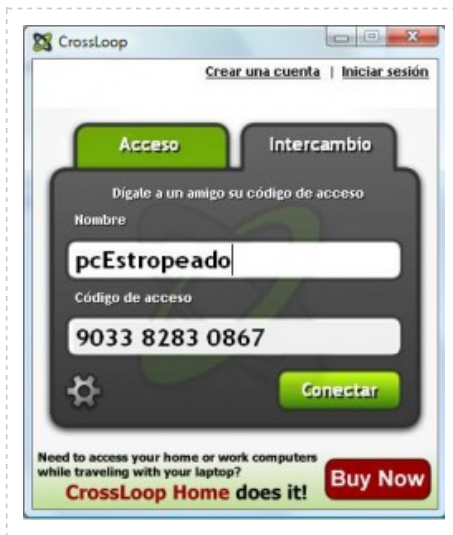 CrossLoop
Crear una cuenta | Iniciar sesión
Acceso Intercambio
Dígale a un amigo su código de acceso
Nombre
pcEstropeado
Código de acceso
9033 8283 0867
Conectar
Need to access your home or work computers
while traveling with your laptop?
CrossLoop Home does it!
Buy Now